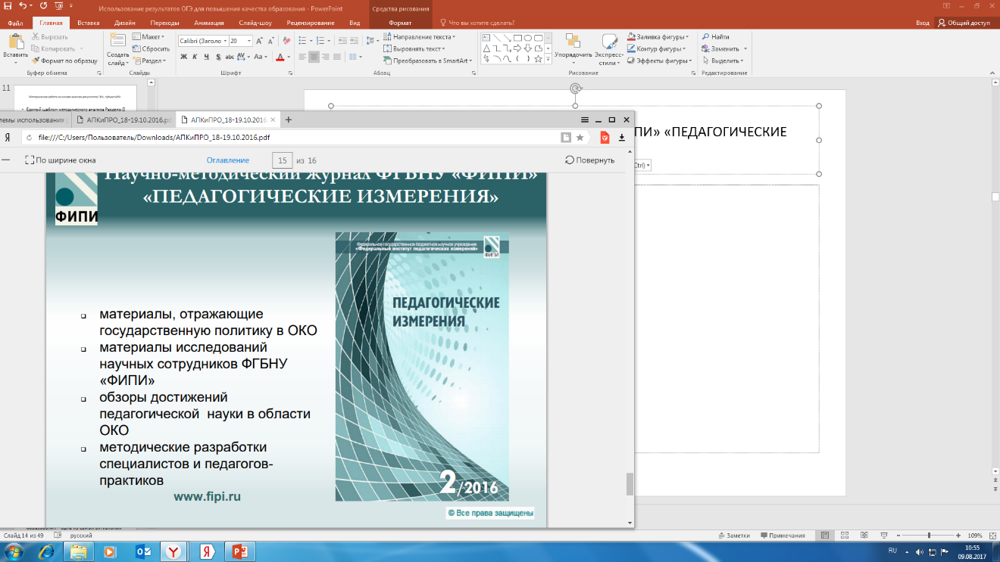 Использование результатов ОГЭ для повышения качества образования - PowerPoint
Средства рисования
Файл
Главная
Вставка
Дизайн
Переходы
Анимация
Слайд-шоу
Рецензирование
Вид
Формат
Что вы хотите сделать?
Вход
Общий доступ
Вставить
Вырезать
Копировать
Формат по образцу
Буфер обмена
Создать слайд
Макет
Сбросить
Раздел
Слайды
Calibri (Заголо
20
Ж К Ч S abc AV Aa А
Шрифт
Направление текста
Выровнять текст
Преобразовать в SmartArt
Абзац
Упорядочить
Экспресс-стили
Заливка фигуры
Контур фигуры
Эффекты фигуры
Рисование
Найти
Заменить
Выделить
Редактирование
11
лемы использования
АПКиПРО_18-19.10.2016.pd
АПКиПРО_18-19.10.2016.
Я
file:///C:/Users/Пользователь/Downloads/АПКиПРО_18-19.10.2016.pdf
По ширине окна
Оглавление
15 из 16
Повернуть
ПИ» «ПЕДАГОГИЧЕСКИЕ
Ctrl)
Научно-методический журнал ФГБНУ «ФИПИ»
«ПЕДАГОГИЧЕСКИЕ ИЗМЕРЕНИЯ»
ФИПИ
материалы, отражающие
государственную политику в ОКО
материалы исследований
научных сотрудников ФГБНУ
«ФИПИ»
обзоры достижений
педагогической науки в области
ОКО
методические разработки
специалистов и педагогов-
практиков
www.fipi.ru
Федеральное государственное бюджетное научное учреждение
«Федеральный институт педагогических измерений»
ФИПИ
ПЕДАГОГИЧЕСКИЕ
ИЗМЕРЕНИЯ
2/2016
© Все права защищены
Слайд 14 из 49
русский
Заметки
Примечания
109%
RU
10:55
09.08.2017